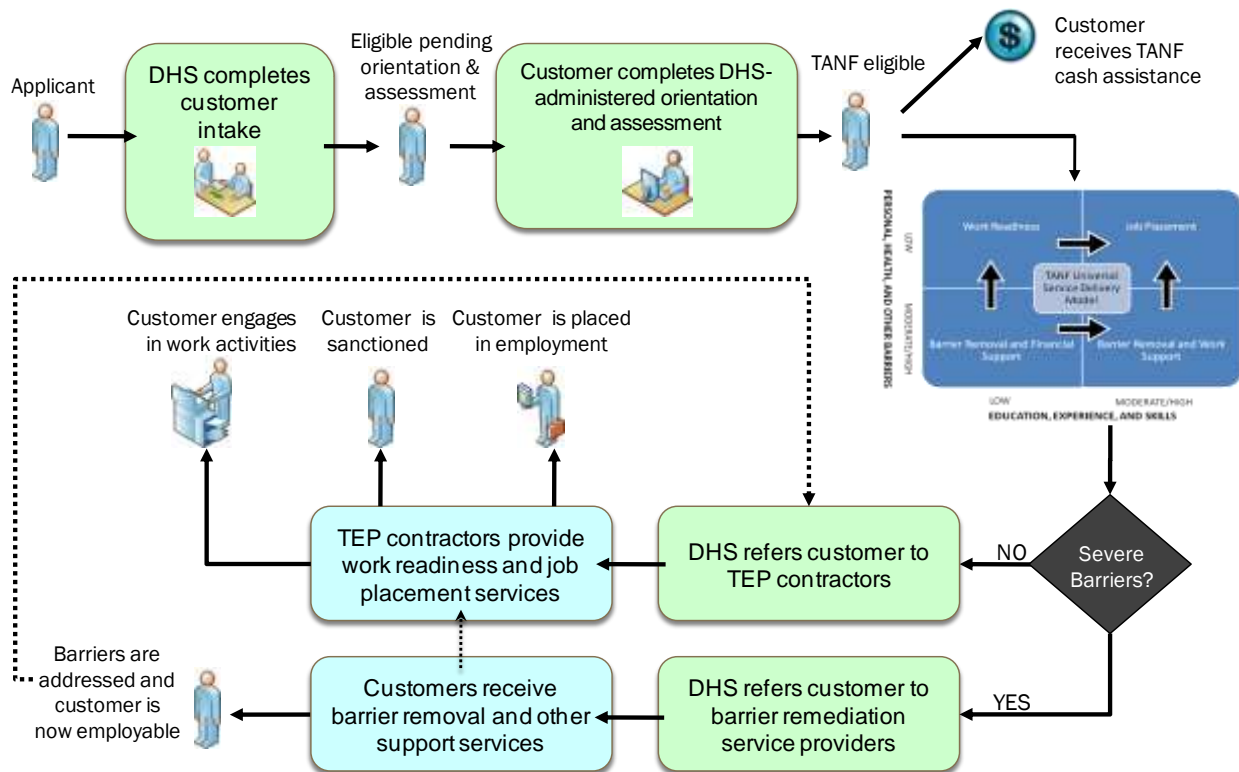 Applicant
DHS completes
customer
intake
Eligible pending
orientation &
assessment
Customer completes DHS-
administered orientation
and assessment
TANF eligible
$
Customer
receives TANF
cash assistance
PERSONAL, HEALTH, AND OTHER BARRIERS
LOW
MODERATE/HIGH
Work Readiness
Job Placement
TANF Universal
Service Delivery
Model
Barrier Removal and Financial
Support
Barrier Removal and Work
Support
LOW
MODERATE/HIGH
EDUCATION, EXPERIENCE, AND SKILLS
Customer engages
in work activities
Customer is
sanctioned
Customer is placed
in employment
TEP contractors provide
work readiness and job
placement services
DHS refers customer to
TEP contractors
NO
Severe
Barriers?
YES
Barriers are
addressed and
customer is
now employable
Customers receive
barrier removal and other
support services
DHS refers customer to
barrier remediation
service providers